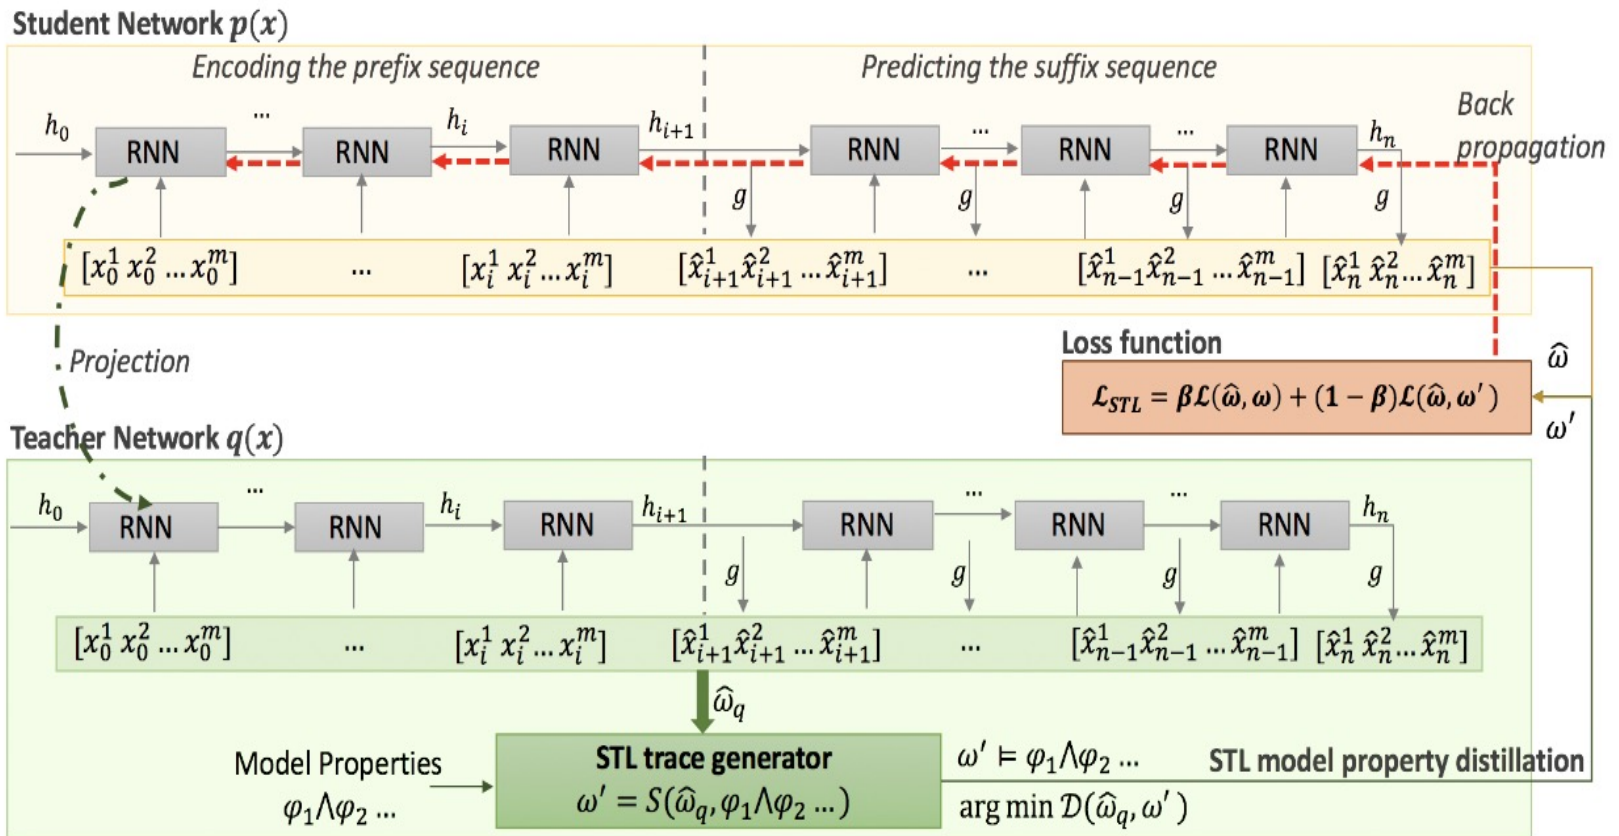 Student Network p(x)
Encoding the prefix sequence
Predicting the suffix sequence
h₀ ... hᵢ hᵢ₊₁ ... ... hₙ
Back
propagation
RNN RNN RNN RNN RNN RNN
g g g g
[x₀¹ x₀² ... x₀ᵐ] ... [xᵢ¹ xᵢ² ... xᵢᵐ] [x̂ᵢ₊₁¹ x̂ᵢ₊₁² ... x̂ᵢ₊₁ᵐ] ... [x̂ₙ₋₁¹ x̂ₙ₋₁² ... x̂ₙ₋₁ᵐ] [x̂ₙ¹ x̂ₙ² ... x̂ₙᵐ]
Projection
Loss function
ω̂
ℒ_STL = βℒ(ω̂, ω) + (1 − β)ℒ(ω̂, ω′)
ω′
Teacher Network q(x)
h₀ ... hᵢ hᵢ₊₁ ... ... hₙ
RNN RNN RNN RNN RNN RNN
g g g g
[x₀¹ x₀² ... x₀ᵐ] ... [xᵢ¹ xᵢ² ... xᵢᵐ] [x̂ᵢ₊₁¹ x̂ᵢ₊₁² ... x̂ᵢ₊₁ᵐ] ... [x̂ₙ₋₁¹ x̂ₙ₋₁² ... x̂ₙ₋₁ᵐ] [x̂ₙ¹ x̂ₙ² ... x̂ₙᵐ]
ω̂_q
Model Properties
φ₁⋀φ₂ ...
STL trace generator
ω′ = S(ω̂_q, φ₁⋀φ₂ ...)
ω′ ⊨ φ₁⋀φ₂ ...
arg min 𝒟(ω̂_q, ω′)
STL model property distillation